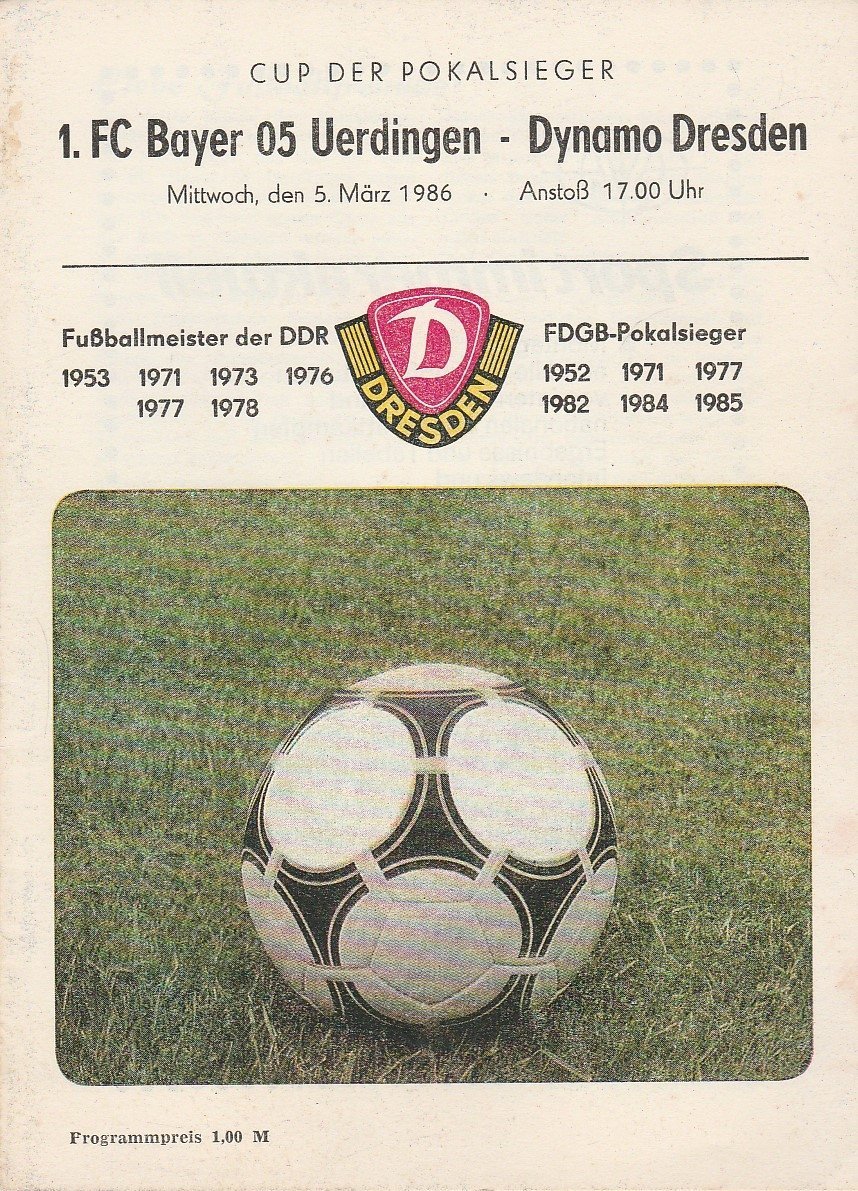 CUP DER POKALSIEGER
1. FC Bayer 05 Uerdingen - Dynamo Dresden
Mittwoch, den 5. März 1986 · Anstoß 17.00 Uhr
Fußballmeister der DDR
1953 1971 1973 1976
1977 1978
D
DRESDEN
FDGB-Pokalsieger
1952 1971 1977
1982 1984 1985
Programmpreis 1,00 M